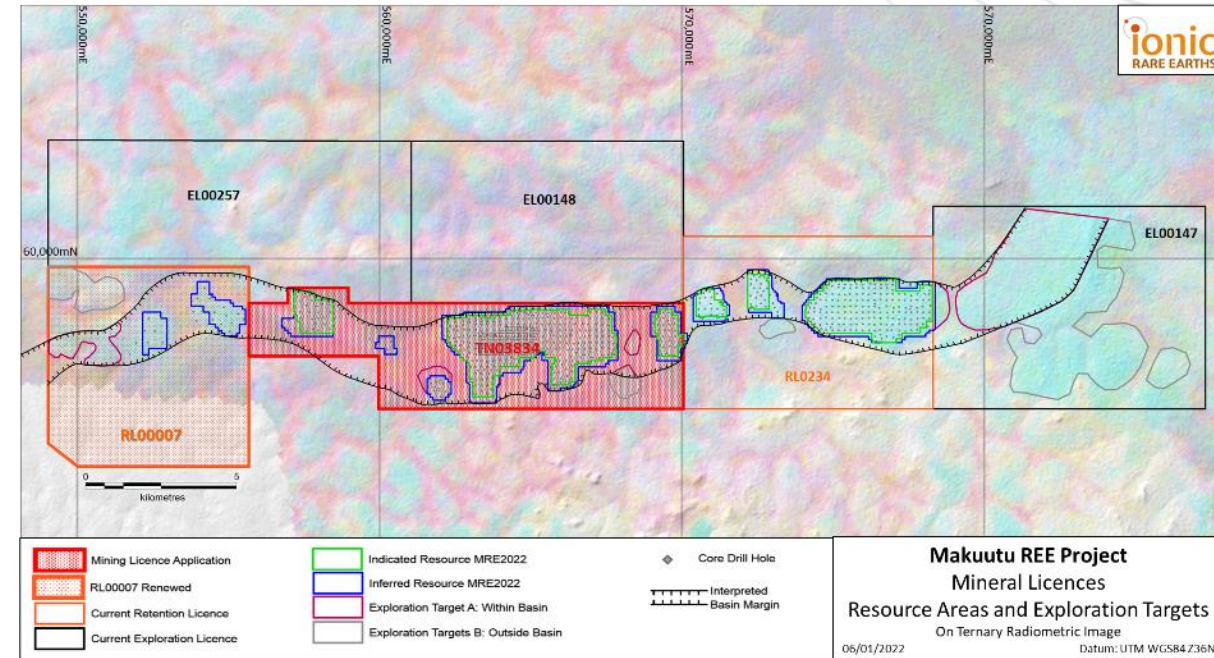 550,000mE
560,000mE
570,000mE
570,000mE
ionic
RARE EARTHS
EL00257
EL00148
EL00147
60,000mN
TN03834
RL0234
RL00007
0 5
kilometres
Mining Licence Application
RL00007 Renewed
Current Retention Licence
Current Exploration Licence
Indicated Resource MRE2022
Inferred Resource MRE2022
Exploration Target A: Within Basin
Exploration Targets B: Outside Basin
Core Drill Hole
Interpreted
Basin Margin
Makuutu REE Project
Mineral Licences
Resource Areas and Exploration Targets
On Ternary Radiometric Image
06/01/2022 Datum: UTM WGS84 Z36N